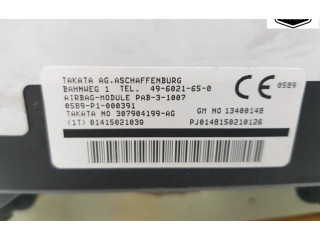 TAKATA AG.ASCHAFFENBURG
BAHNWEG 1 TEL. 49-6021-65-0
AIRBAG-MODULE PAB-3-1007
0589-P1-000391
TAKATA NO 307904199-AG
(1T) 01415021030
CE 0589
GM NO 13400148
PJ0148150210126